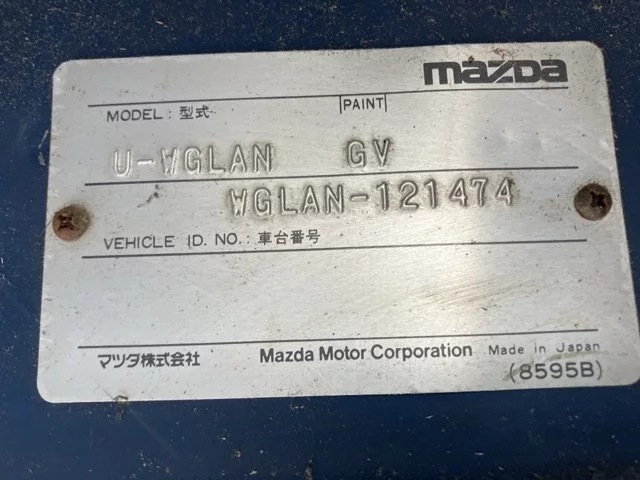 mazda
MODEL: 型式 PAINT
U-WGLAN GV
WGLAN-121474
VEHICLE ID. NO.: 車台番号
マツダ株式会社 Mazda Motor Corporation Made in Japan
(8595B)